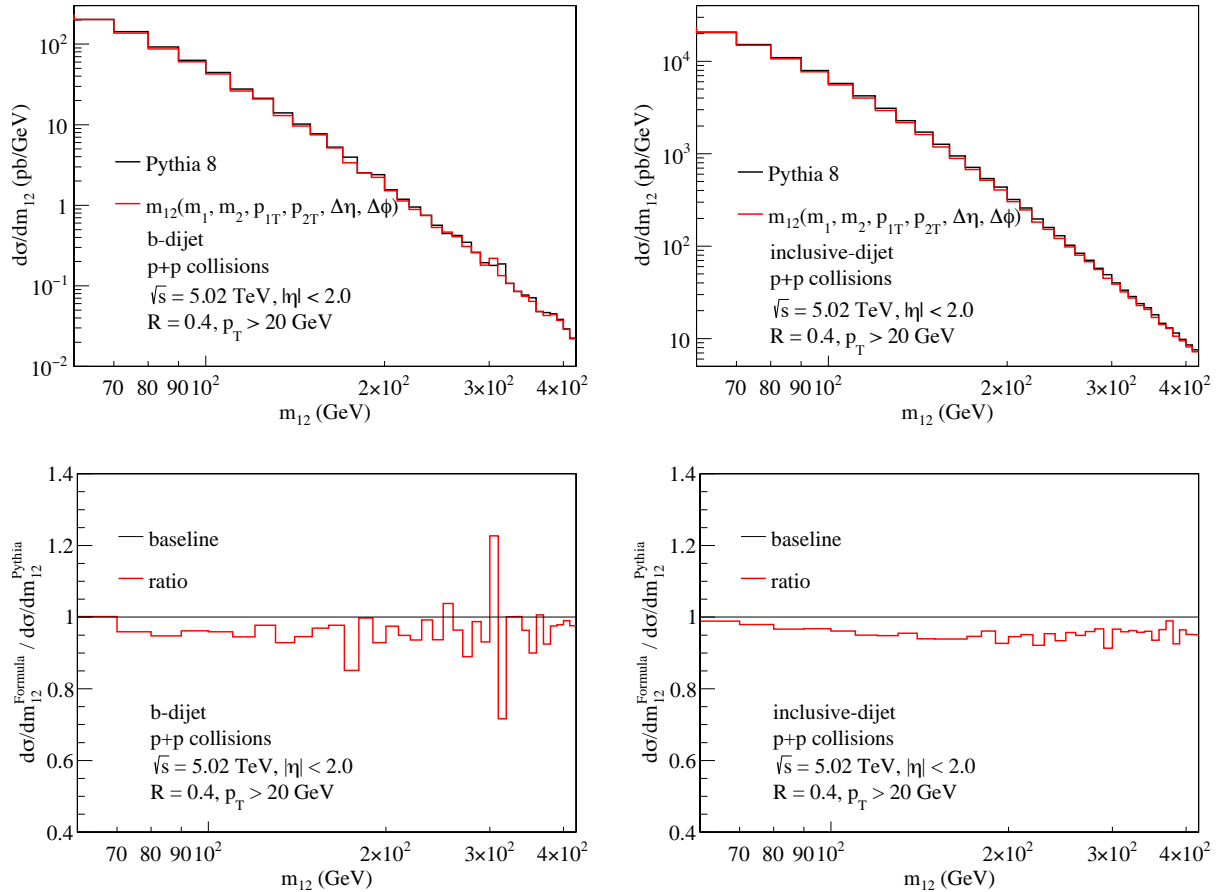 dσ/dm₁₂ (pb/GeV)
10²
10
1
10⁻¹
10⁻²
Pythia 8
m₁₂(m₁, m₂, p₁T, p₂T, Δη, Δϕ)
b-dijet
p+p collisions
√s = 5.02 TeV, |η| < 2.0
R = 0.4, p_T > 20 GeV
70 80 90 10² 2×10² 3×10² 4×10²
m₁₂ (GeV)
dσ/dm₁₂ (pb/GeV)
10⁴
10³
10²
10
Pythia 8
m₁₂(m₁, m₂, p₁T, p₂T, Δη, Δϕ)
inclusive-dijet
p+p collisions
√s = 5.02 TeV, |η| < 2.0
R = 0.4, p_T > 20 GeV
70 80 90 10² 2×10² 3×10² 4×10²
m₁₂ (GeV)
dσ/dm₁₂^Formula / dσ/dm₁₂^Pythia
1.4
1.2
1
0.8
0.6
0.4
baseline
ratio
b-dijet
p+p collisions
√s = 5.02 TeV, |η| < 2.0
R = 0.4, p_T > 20 GeV
70 80 90 10² 2×10² 3×10² 4×10²
m₁₂ (GeV)
dσ/dm₁₂^Formula / dσ/dm₁₂^Pythia
1.4
1.2
1
0.8
0.6
0.4
baseline
ratio
inclusive-dijet
p+p collisions
√s = 5.02 TeV, |η| < 2.0
R = 0.4, p_T > 20 GeV
70 80 90 10² 2×10² 3×10² 4×10²
m₁₂ (GeV)